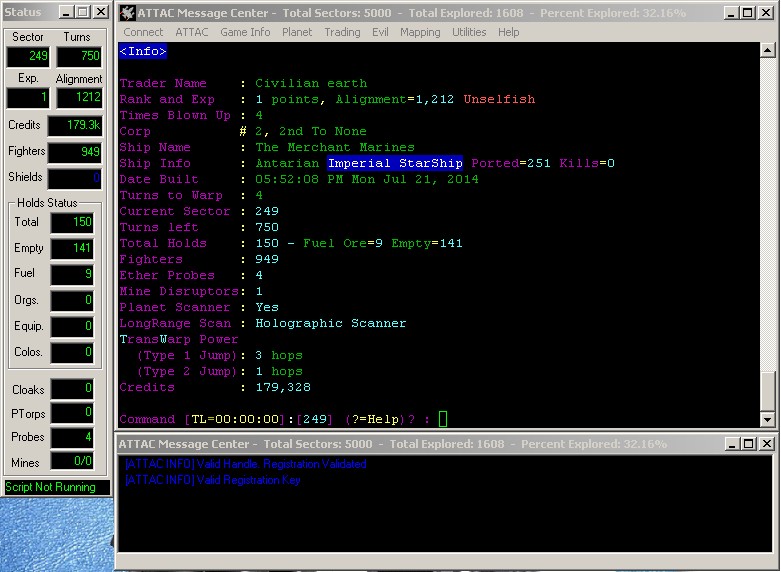 Status
Sector Turns
249 750
Exp. Alignment
1 1212
Credits 179.3k
Fighters 949
Shields 0
Holds Status
Total 150
Empty 141
Fuel 9
Orgs. 0
Equip. 0
Colos. 0
Cloaks 0
PTorps 0
Probes 4
Mines 0/0
Script Not Running
ATTAC Message Center - Total Sectors: 5000 - Total Explored: 1608 - Percent Explored: 32.16%
Connect ATTAC Game Info Planet Trading Evil Mapping Utilities Help
<Info>
Trader Name : Civilian earth
Rank and Exp : 1 points, Alignment=1,212 Unselfish
Times Blown Up : 4
Corp # 2, 2nd To None
Ship Name : The Merchant Marines
Ship Info : Antarian Imperial StarShip Ported=251 Kills=0
Date Built : 05:52:08 PM Mon Jul 21, 2014
Turns to Warp : 4
Current Sector : 249
Turns left : 750
Total Holds : 150 - Fuel Ore=9 Empty=141
Fighters : 949
Ether Probes : 4
Mine Disruptors: 1
Planet Scanner : Yes
LongRange Scan : Holographic Scanner
TransWarp Power
(Type 1 Jump): 3 hops
(Type 2 Jump): 1 hops
Credits : 179,328
Command [TL=00:00:00]:[249] (?=Help)? :
ATTAC Message Center - Total Sectors: 5000 - Total Explored: 1608 - Percent Explored: 32.16%
[ATTAC INFO] Valid Handle. Registration Validated
[ATTAC INFO] Valid Registration Key